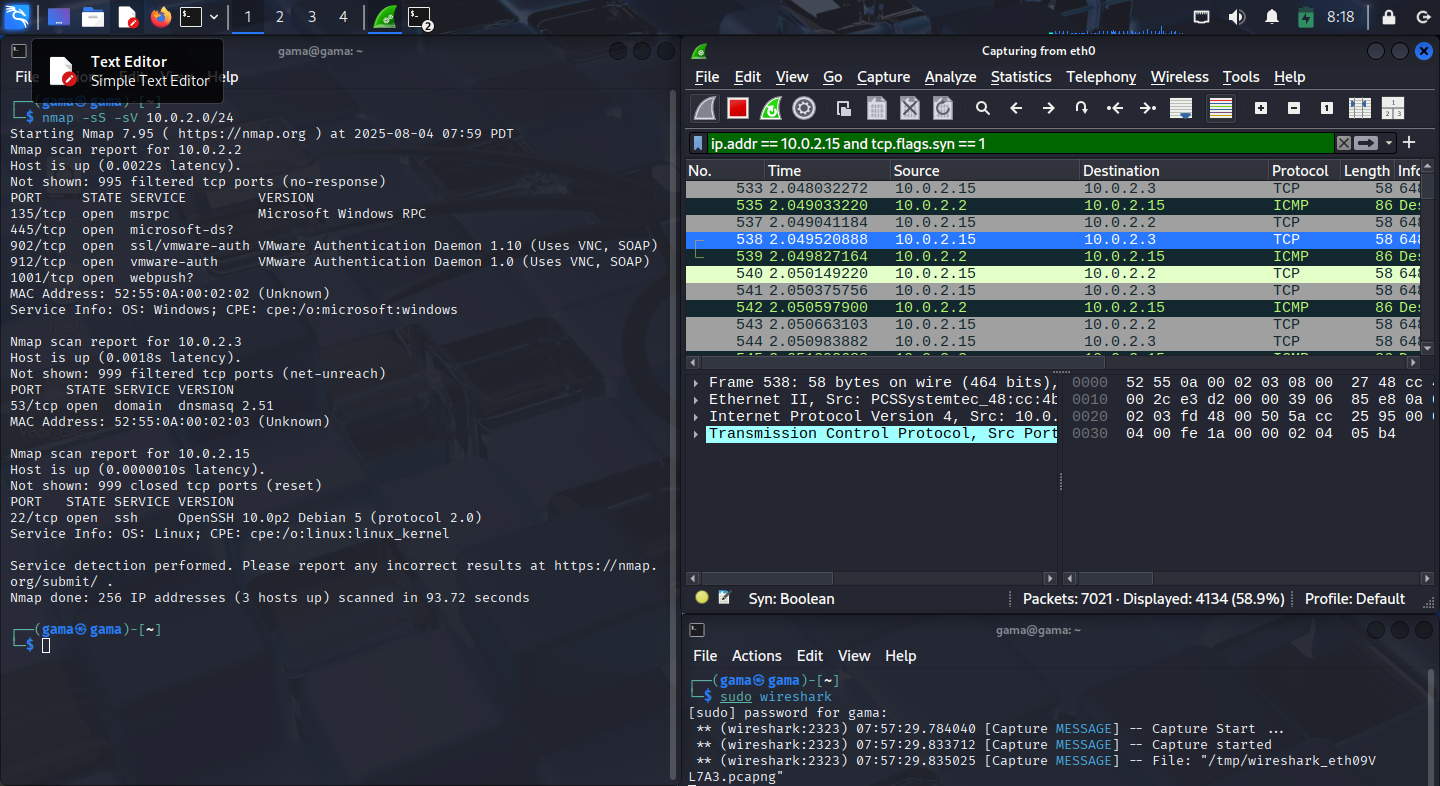 1 2 3 4
2
8:18
gama@gama: ~
Text Editor
Simple Text Editor
Help
(gama㉿gama)-[~]
$ nmap -sS -sV 10.0.2.0/24
Starting Nmap 7.95 ( https://nmap.org ) at 2025-08-04 07:59 PDT
Nmap scan report for 10.0.2.2
Host is up (0.0022s latency).
Not shown: 995 filtered tcp ports (no-response)
PORT     STATE SERVICE         VERSION
135/tcp  open  msrpc           Microsoft Windows RPC
445/tcp  open  microsoft-ds?
902/tcp  open  ssl/vmware-auth VMware Authentication Daemon 1.10 (Uses VNC, SOAP)
912/tcp  open  vmware-auth     VMware Authentication Daemon 1.0 (Uses VNC, SOAP)
1001/tcp open  webpush?
MAC Address: 52:55:0A:00:02:02 (Unknown)
Service Info: OS: Windows; CPE: cpe:/o:microsoft:windows
Nmap scan report for 10.0.2.3
Host is up (0.0018s latency).
Not shown: 999 filtered tcp ports (net-unreach)
PORT   STATE SERVICE VERSION
53/tcp open  domain  dnsmasq 2.51
MAC Address: 52:55:0A:00:02:03 (Unknown)
Nmap scan report for 10.0.2.15
Host is up (0.0000010s latency).
Not shown: 999 closed tcp ports (reset)
PORT   STATE SERVICE VERSION
22/tcp open  ssh     OpenSSH 10.0p2 Debian 5 (protocol 2.0)
Service Info: OS: Linux; CPE: cpe:/o:linux:linux_kernel
Service detection performed. Please report any incorrect results at https://nmap.
org/submit/ .
Nmap done: 256 IP addresses (3 hosts up) scanned in 93.72 seconds
(gama㉿gama)-[~]
$
Capturing from eth0
File Edit View Go Capture Analyze Statistics Telephony Wireless Tools Help
ip.addr == 10.0.2.15 and tcp.flags.syn == 1
No. Time Source Destination Protocol Length Info
533 2.048032272 10.0.2.15 10.0.2.3 TCP 58 648
535 2.049033220 10.0.2.2 10.0.2.15 ICMP 86 Des
537 2.049041184 10.0.2.15 10.0.2.3 TCP 58 648
538 2.049520888 10.0.2.15 10.0.2.3 TCP 58 648
539 2.049827164 10.0.2.2 10.0.2.15 ICMP 86 Des
540 2.050149220 10.0.2.15 10.0.2.2 TCP 58 648
541 2.050375756 10.0.2.15 10.0.2.3 TCP 58 648
542 2.050597900 10.0.2.2 10.0.2.15 ICMP 86 Des
543 2.050663103 10.0.2.15 10.0.2.2 TCP 58 648
544 2.050983882 10.0.2.15 10.0.2.3 TCP 58 648
Frame 538: 58 bytes on wire (464 bits),
Ethernet II, Src: PCSSystemtec_48:cc:4b
Internet Protocol Version 4, Src: 10.0.
Transmission Control Protocol, Src Port
0000 52 55 0a 00 02 03 08 00 27 48 cc
0010 00 2c e3 d2 00 00 39 06 85 e8 0a
0020 02 03 fd 48 00 50 5a cc 25 95 00
0030 04 00 fe 1a 00 00 02 04 05 b4
Syn: Boolean
Packets: 7021 · Displayed: 4134 (58.9%)
Profile: Default
gama@gama: ~
File Actions Edit View Help
(gama㉿gama)-[~]
$ sudo wireshark
[sudo] password for gama:
** (wireshark:2323) 07:57:29.784040 [Capture MESSAGE] -- Capture Start ...
** (wireshark:2323) 07:57:29.833712 [Capture MESSAGE] -- Capture started
** (wireshark:2323) 07:57:29.835025 [Capture MESSAGE] -- File: "/tmp/wireshark_eth09V
L7A3.pcapng"